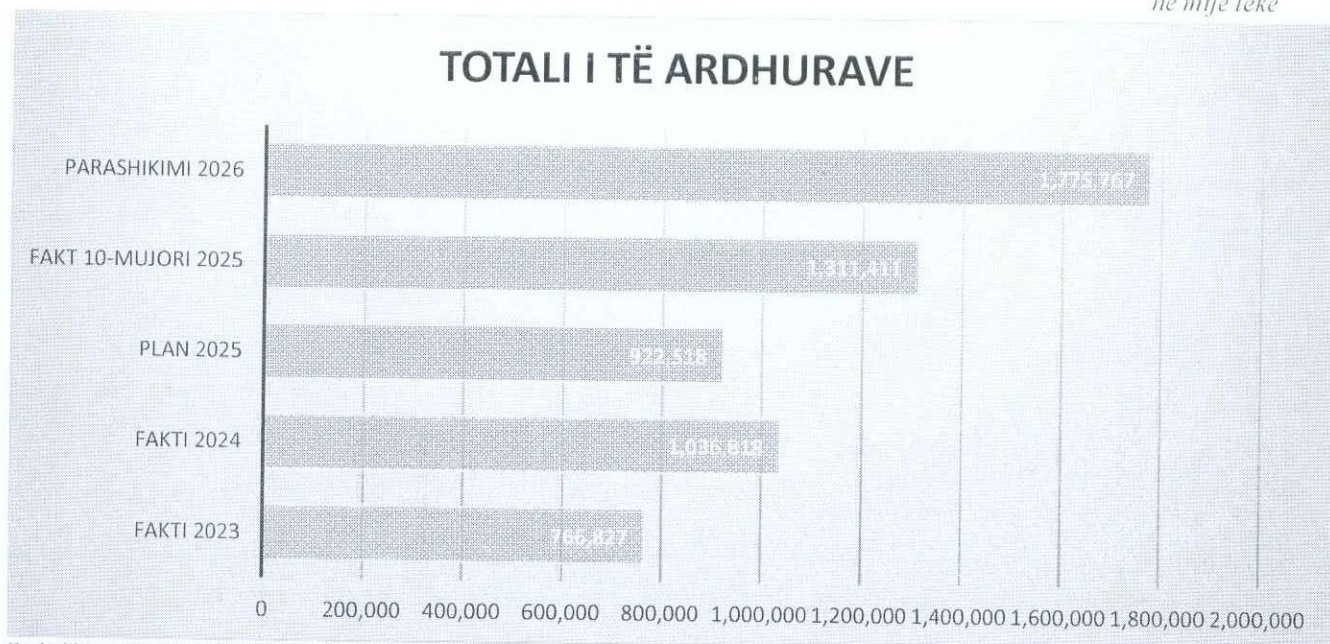 në mijë lekë
TOTALI I TË ARDHURAVE
PARASHIKIMI 2026
1,775,767
FAKT 10-MUJORI 2025
1,311,411
PLAN 2025
922,518
FAKTI 2024
1,036,818
FAKTI 2023
766,827
0 200,000 400,000 600,000 800,000 1,000,000 1,200,000 1,400,000 1,600,000 1,800,000 2,000,000